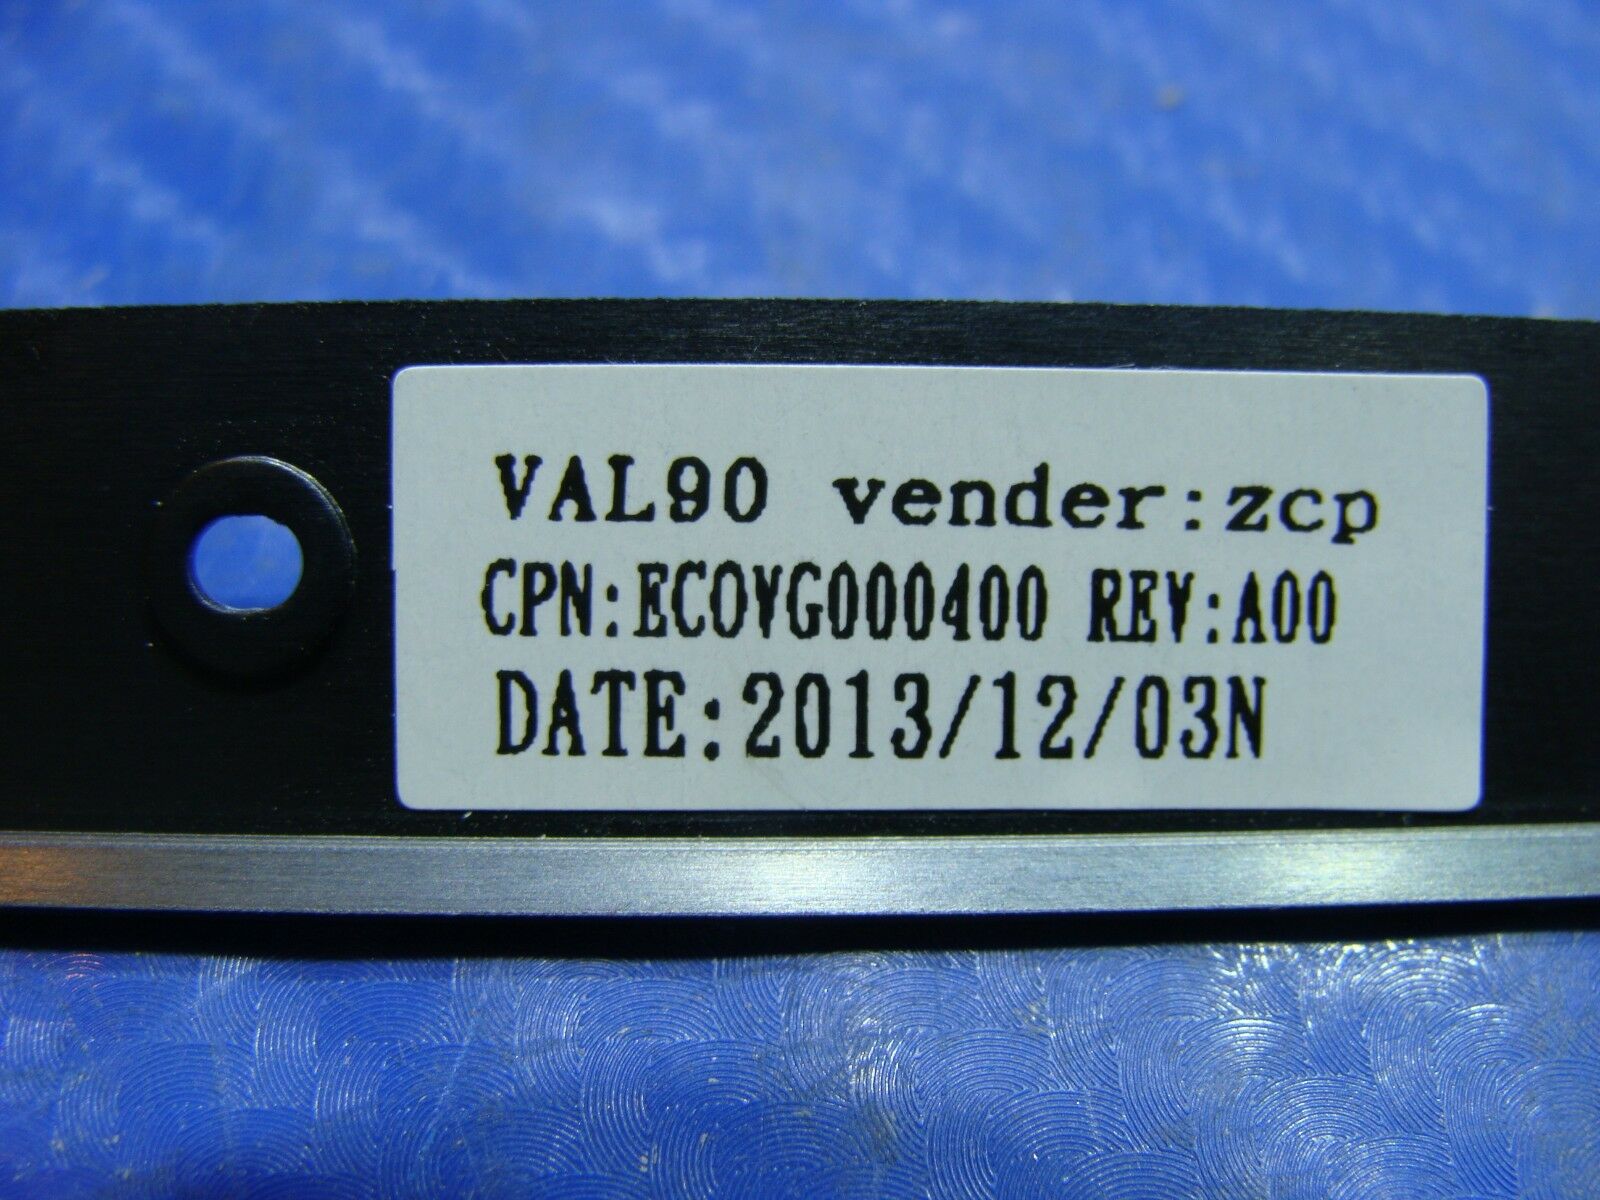 VAL90 vender:zcp
CPN:EC0VG000400 REV:A00
DATE:2013/12/03N